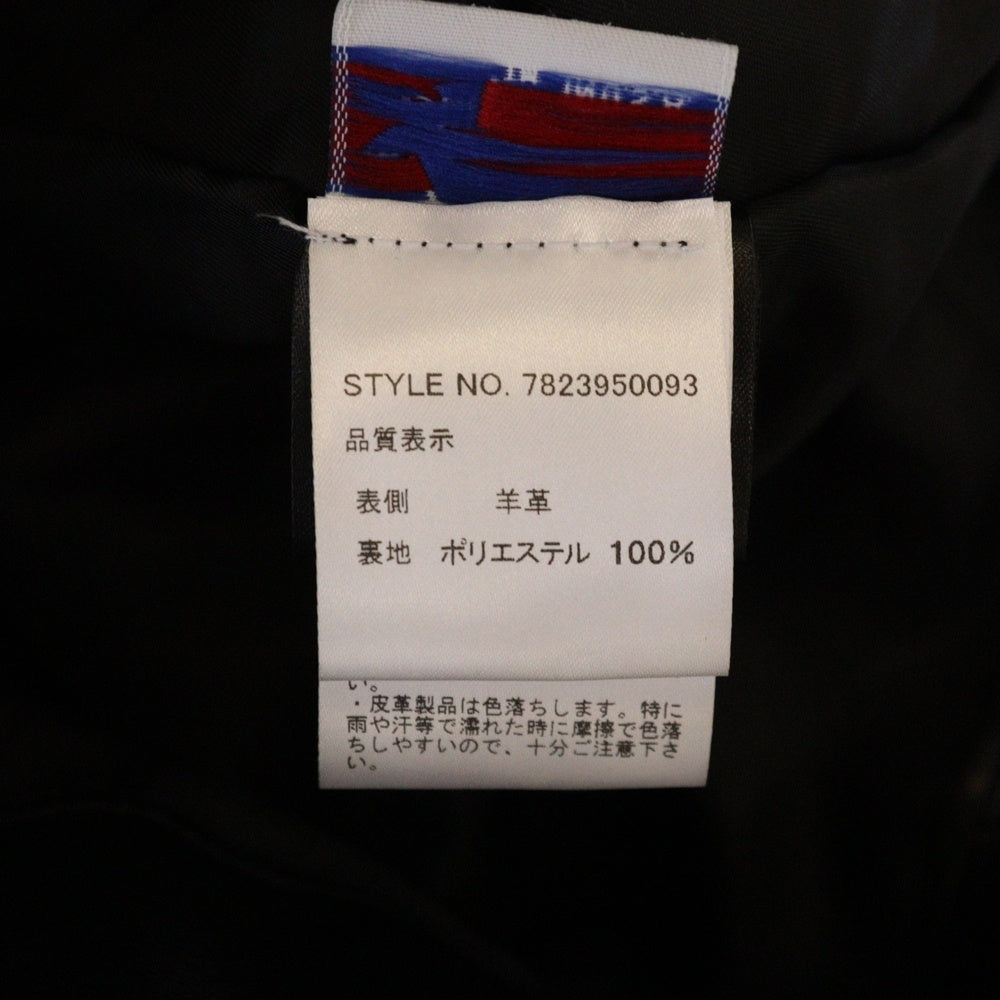 STYLE NO. 7823950093
品質表示
表側 羊革
裏地 ポリエステル 100%
い。
・皮革製品は色落ちします。特に
雨や汗等で濡れた時に摩擦で色落
ちしやすいので、十分ご注意下さ
い。